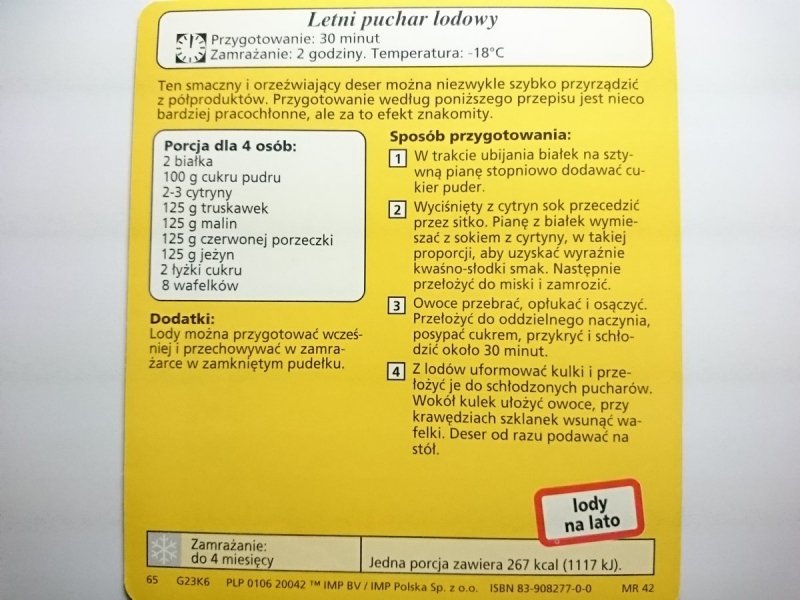 Letni puchar lodowy
Przygotowanie: 30 minut
Zamrażanie: 2 godziny. Temperatura: -18°C
Ten smaczny i orzeźwiający deser można niezwykle szybko przyrządzić
z półproduktów. Przygotowanie według poniższego przepisu jest nieco
bardziej pracochłonne, ale za to efekt znakomity.
Porcja dla 4 osób:
2 białka
100 g cukru pudru
2-3 cytryny
125 g truskawek
125 g malin
125 g czerwonej porzeczki
125 g jeżyn
2 łyżki cukru
8 wafelków
Dodatki:
Lody można przygotować wcześ-
niej i przechowywać w zamra-
żarce w zamkniętym pudełku.
Sposób przygotowania:
1 W trakcie ubijania białek na szty-
wną pianę stopniowo dodawać cu-
kier puder.
2 Wyciśnięty z cytryn sok przecedzić
przez sitko. Pianę z białek wymie-
szać z sokiem z cyrtyny, w takiej
proporcji, aby uzyskać wyraźnie
kwaśno-słodki smak. Następnie
przełożyć do miski i zamrozić.
3 Owoce przebrać, opłukać i osączyć.
Przełożyć do oddzielnego naczynia,
posypać cukrem, przykryć i schło-
dzić około 30 minut.
4 Z lodów uformować kulki i prze-
łożyć je do schłodzonych pucharów.
Wokół kulek ułożyć owoce, przy
krawędziach szklanek wsunąć wa-
felki. Deser od razu podawać na
stół.
lody
na lato
Zamrażanie:
do 4 miesięcy
Jedna porcja zawiera 267 kcal (1117 kJ).
65 G23K6 PLP 0106 20042 ™ IMP BV / IMP Polska Sp. z o.o. ISBN 83-908277-0-0 MR 42